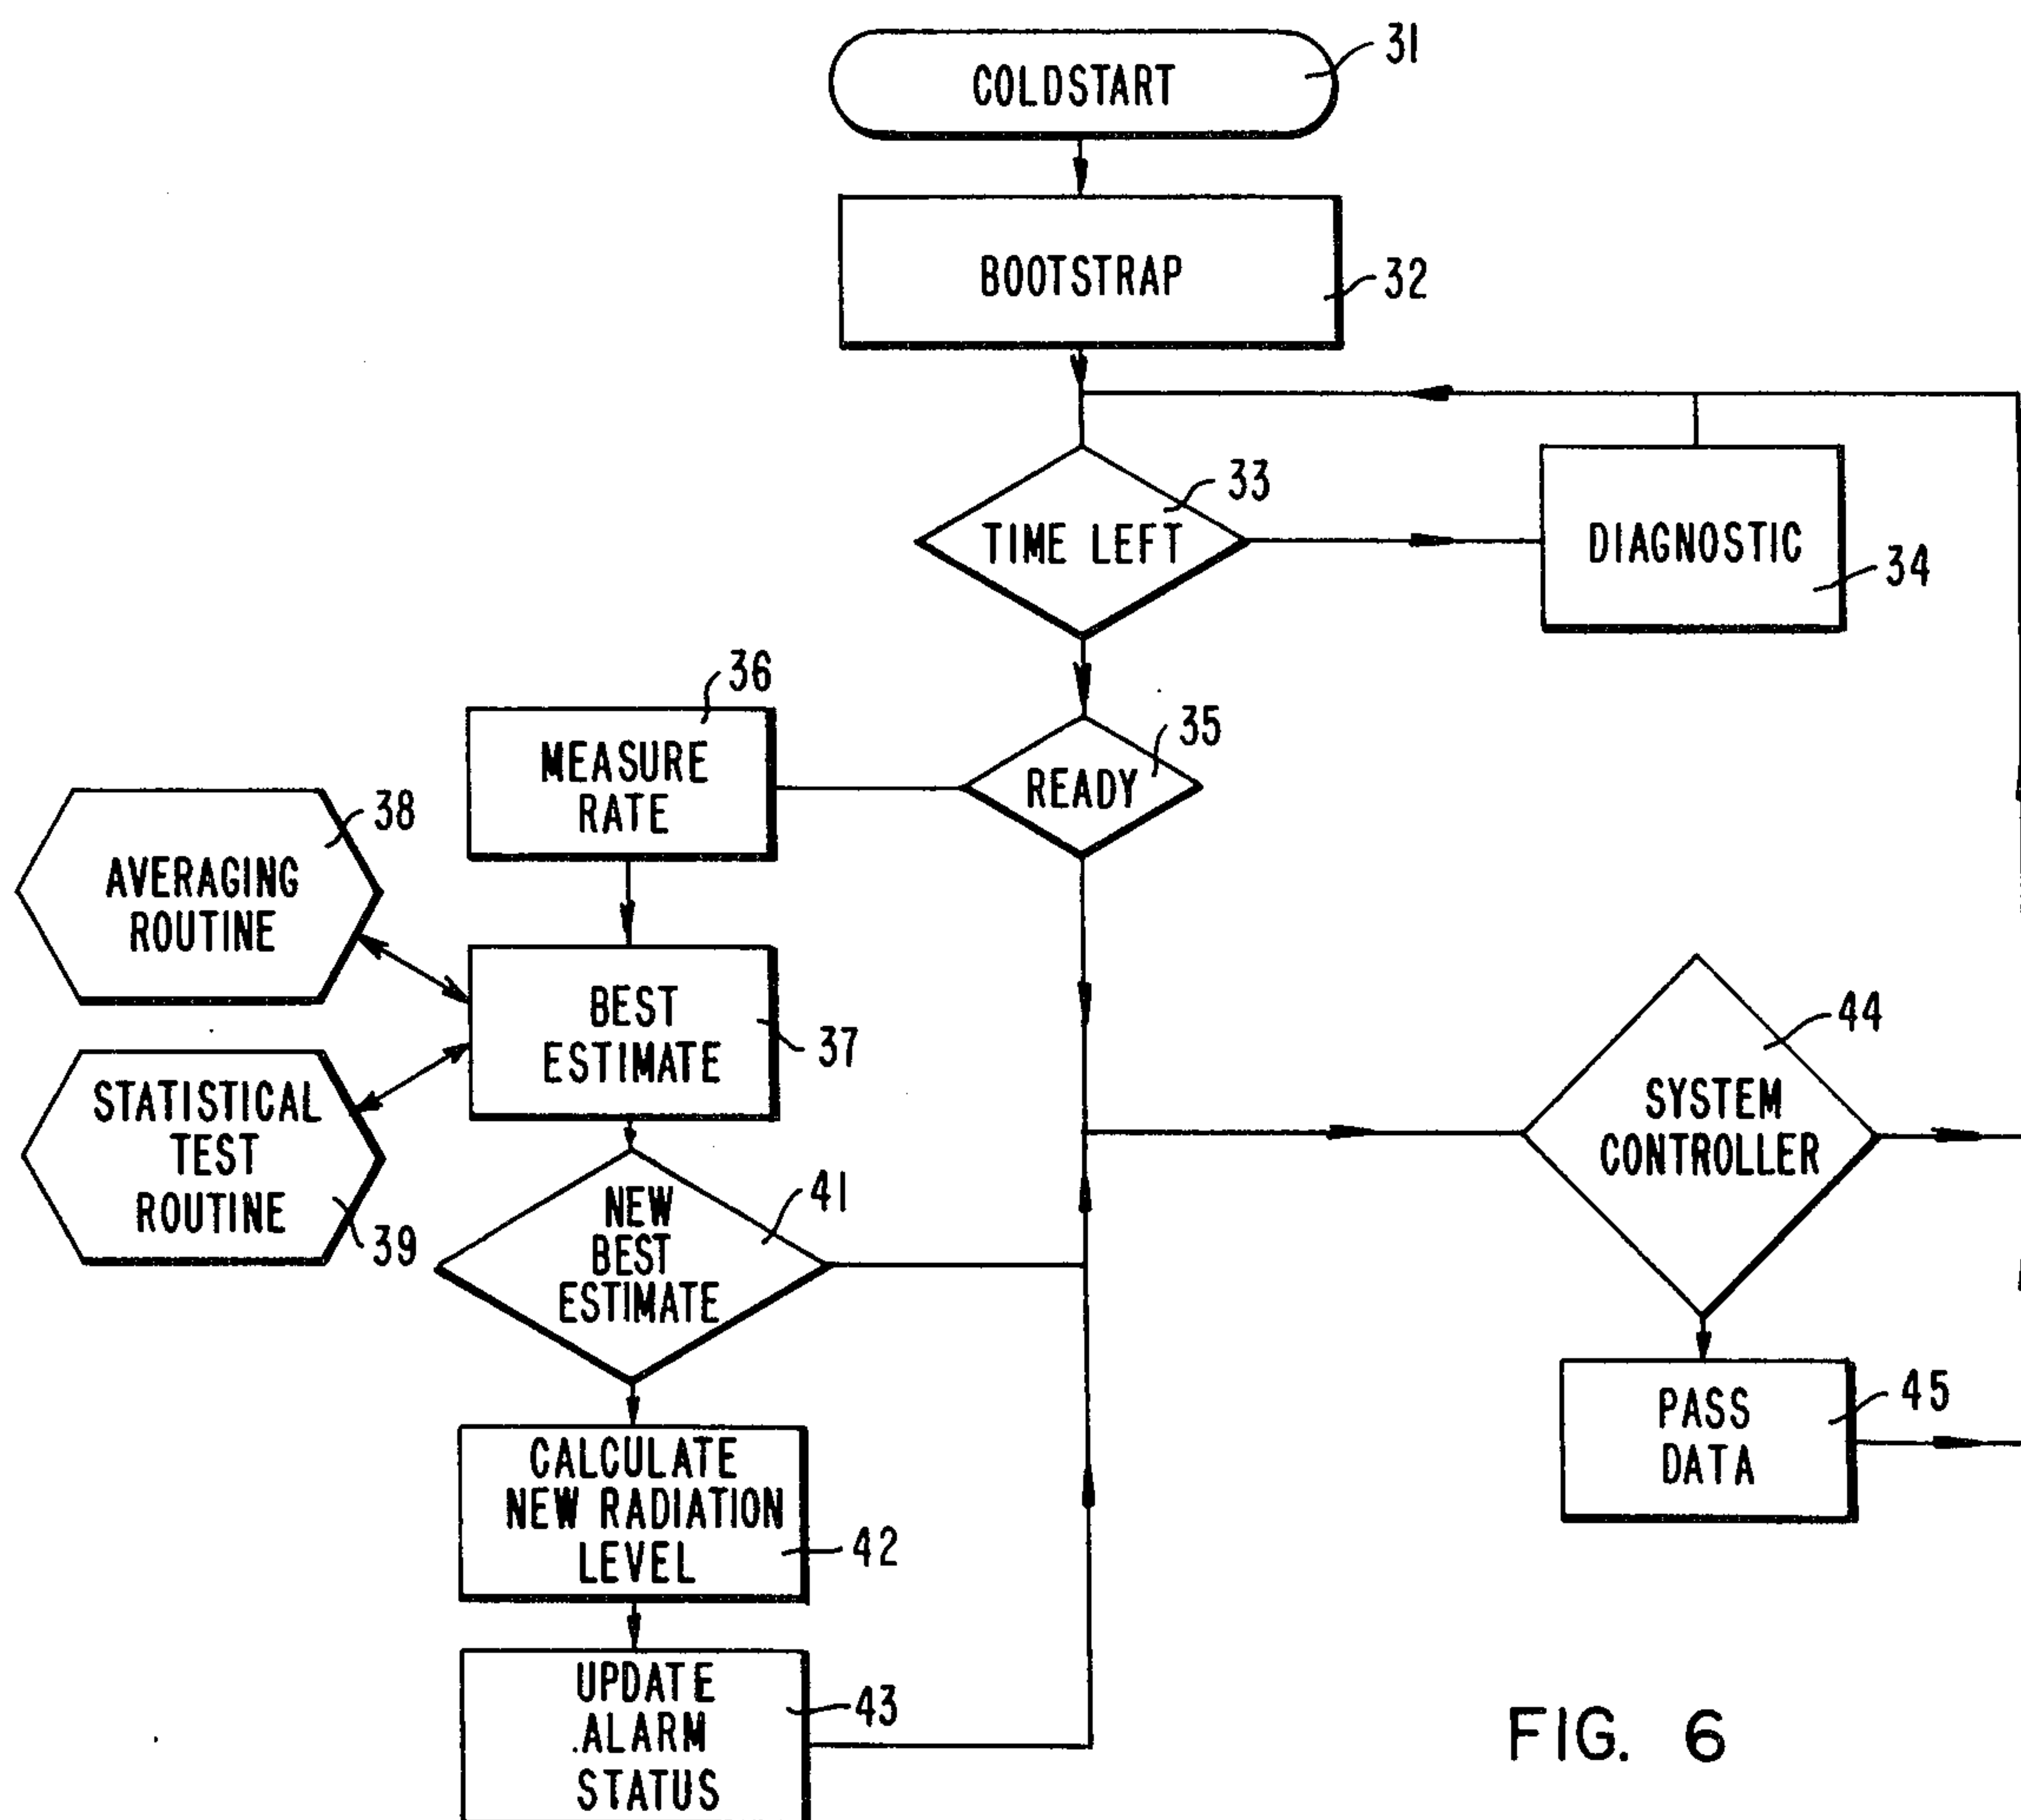 COLDSTART
31
BOOTSTRAP
32
TIME LEFT
33
DIAGNOSTIC
34
READY
35
MEASURE
RATE
36
AVERAGING
ROUTINE
38
BEST
ESTIMATE
37
STATISTICAL
TEST
ROUTINE
39
NEW
BEST
ESTIMATE
41
SYSTEM
CONTROLLER
44
PASS
DATA
45
CALCULATE
NEW RADIATION
LEVEL
42
UPDATE
.ALARM
STATUS
43
FIG. 6